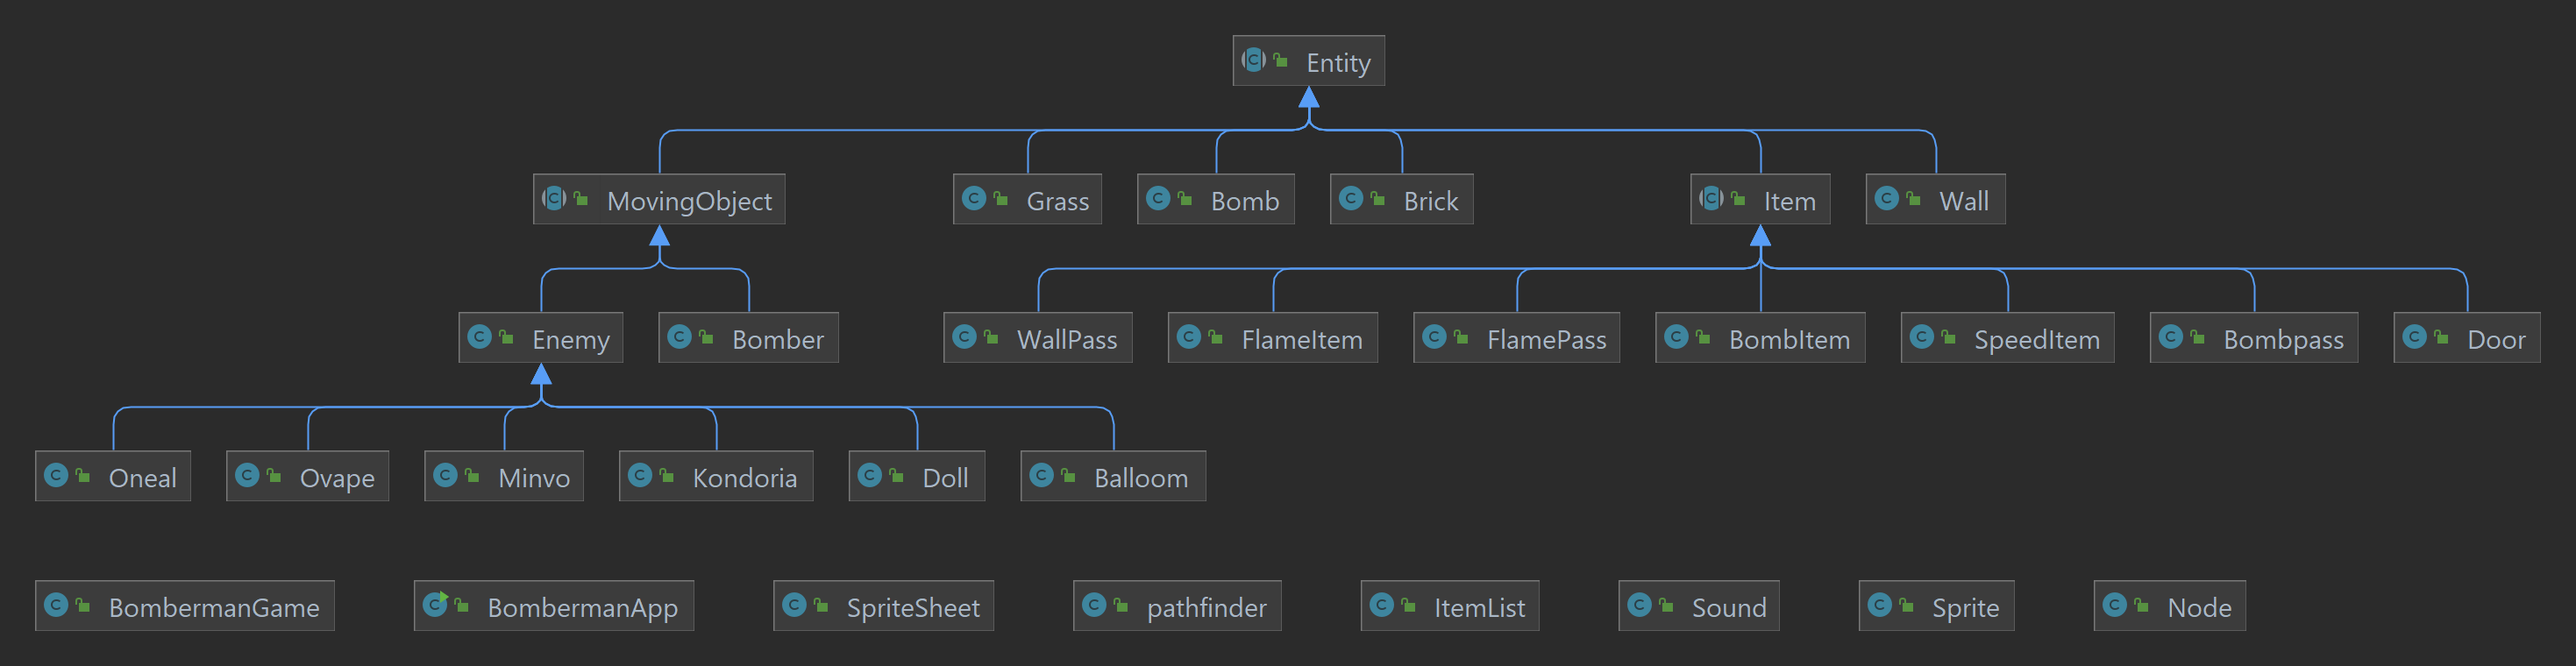 Entity
MovingObject Grass Bomb Brick Item Wall
Enemy Bomber WallPass FlameItem FlamePass BombItem SpeedItem Bombpass Door
Oneal Ovape Minvo Kondoria Doll Balloom
BombermanGame BombermanApp SpriteSheet pathfinder ItemList Sound Sprite Node